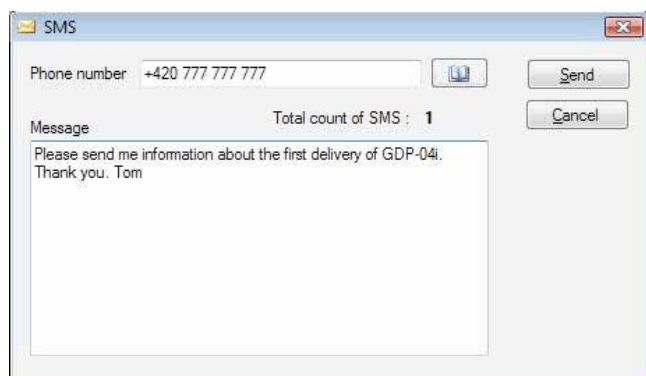 SMS
Phone number +420 777 777 777
Send
Total count of SMS : 1
Cancel
Message
Please send me information about the first delivery of GDP-04i.
Thank you. Tom